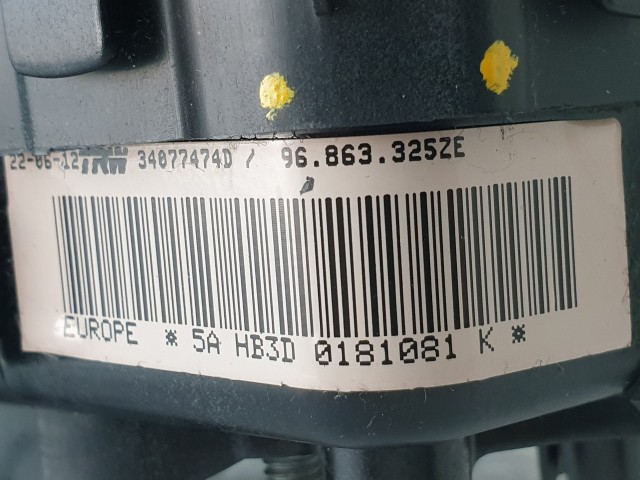 22-06-12 TRW 34077474D / 96.863.325ZE
EUROPE * 5A HB3D 0181081 K *